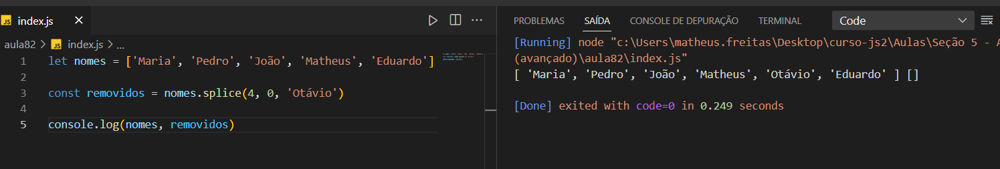 JS index.js ×
aula82 > JS index.js > ...
1 let nomes = ['Maria', 'Pedro', 'João', 'Matheus', 'Eduardo']
2
3 const removidos = nomes.splice(4, 0, 'Otávio')
4
5 console.log(nomes, removidos)
PROBLEMAS SAÍDA CONSOLE DE DEPURAÇÃO TERMINAL Code
[Running] node "c:\Users\matheus.freitas\Desktop\curso-js2\Aulas\Seção 5 - A
(avançado)\aula82\index.js"
[ 'Maria', 'Pedro', 'João', 'Matheus', 'Otávio', 'Eduardo' ] []
[Done] exited with code=0 in 0.249 seconds